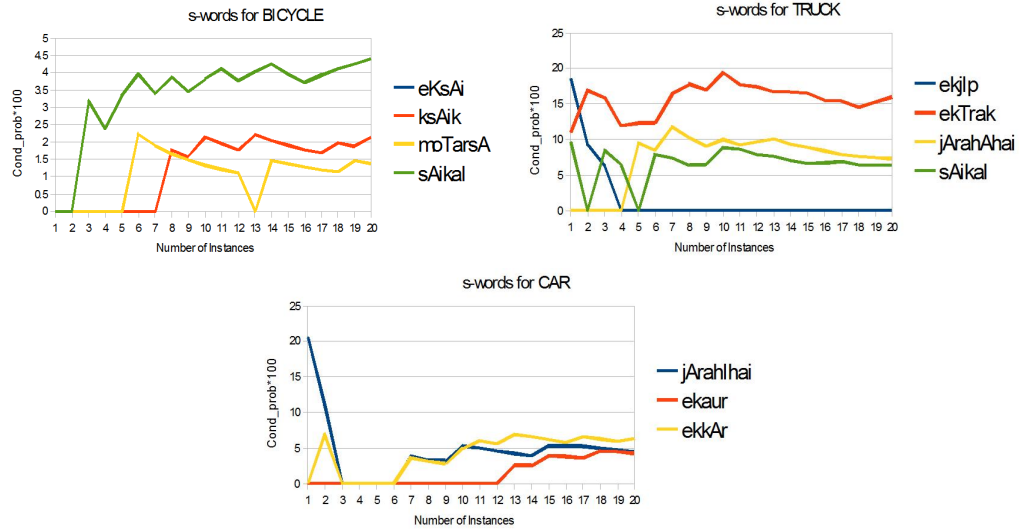 s-words for BICYCLE
Cond_prob*100
5
4.5
4
3.5
3
2.5
2
1.5
1
0.5
0
1 2 3 4 5 6 7 8 9 10 11 12 13 14 15 16 17 18 19 20
Number of Instances
eKsAi
ksAik
moTarsA
sAikal
s-words for TRUCK
Cond_prob*100
25
20
15
10
5
0
1 2 3 4 5 6 7 8 9 10 11 12 13 14 15 16 17 18 19 20
Number of Instances
ekjIp
ekTrak
jArahAhai
sAikal
s-words for CAR
Cond_prob*100
25
20
15
10
5
0
1 2 3 4 5 6 7 8 9 10 11 12 13 14 15 16 17 18 19 20
Number of Instances
jArahIhai
ekaur
ekkAr